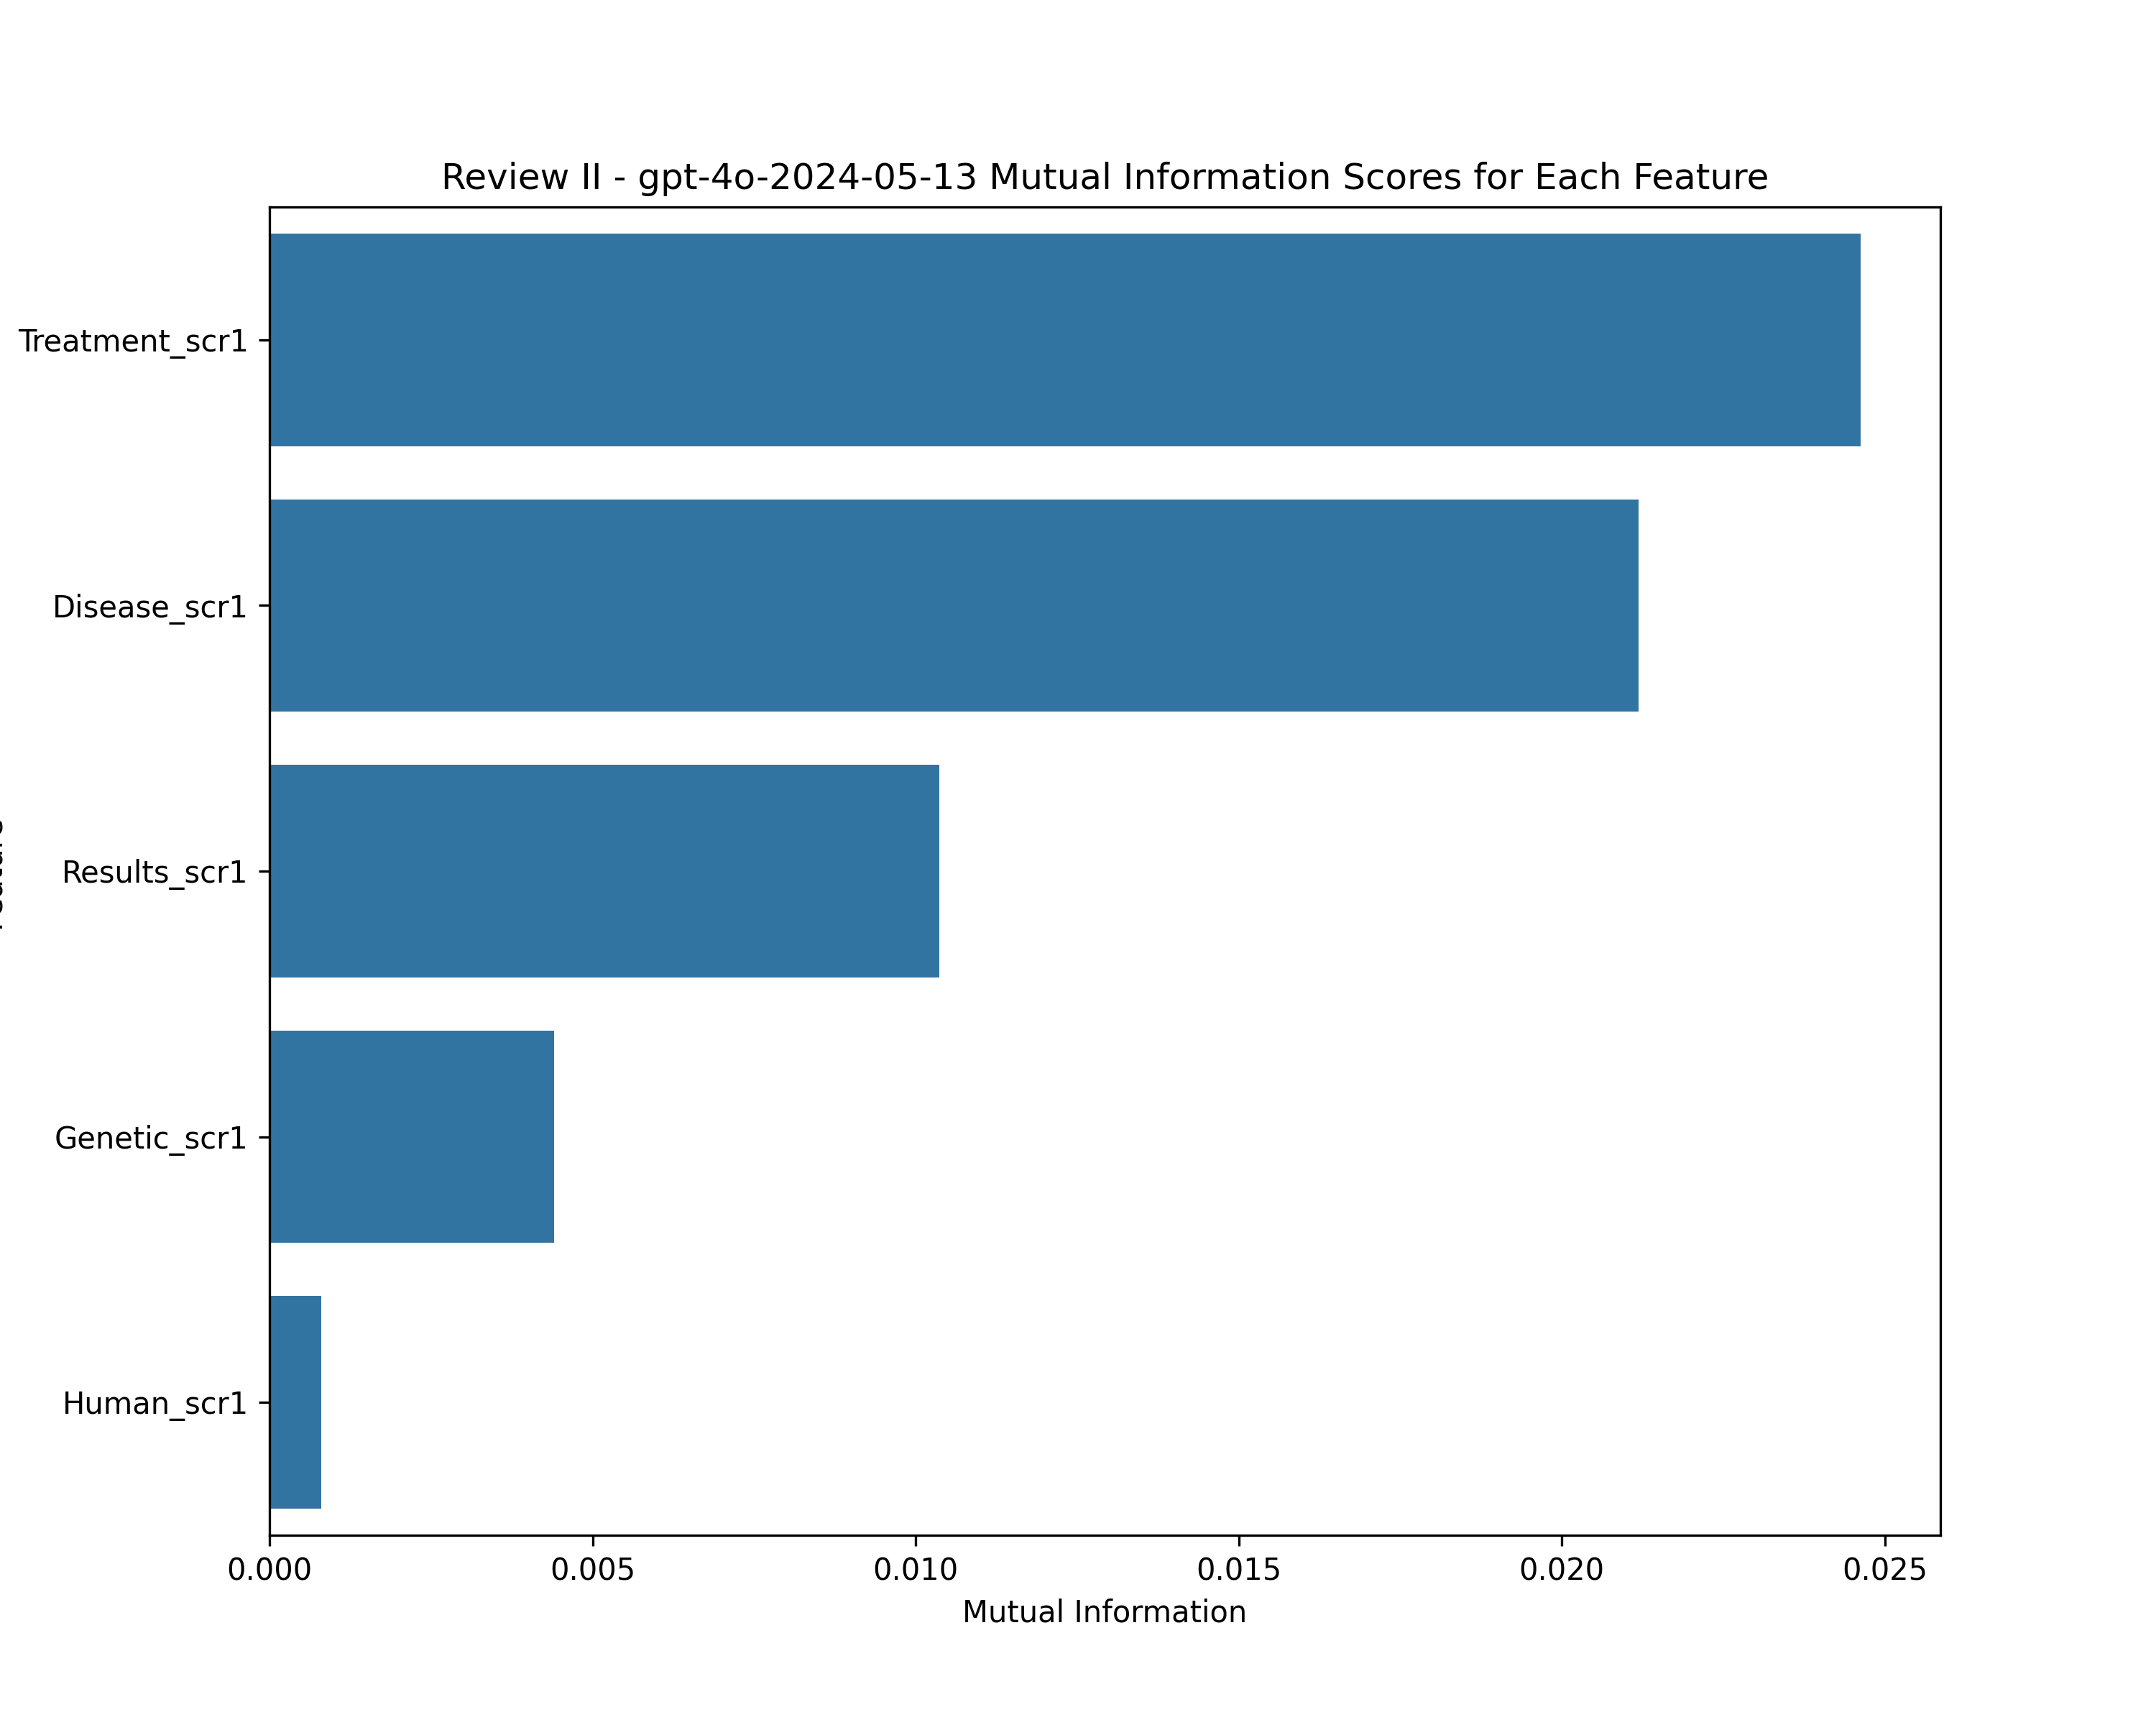 Review II - gpt-4o-2024-05-13 Mutual Information Scores for Each Feature
Treatment_scr1
Disease_scr1
Results_scr1
Genetic_scr1
Human_scr1
0.000 0.005 0.010 0.015 0.020 0.025
Mutual Information